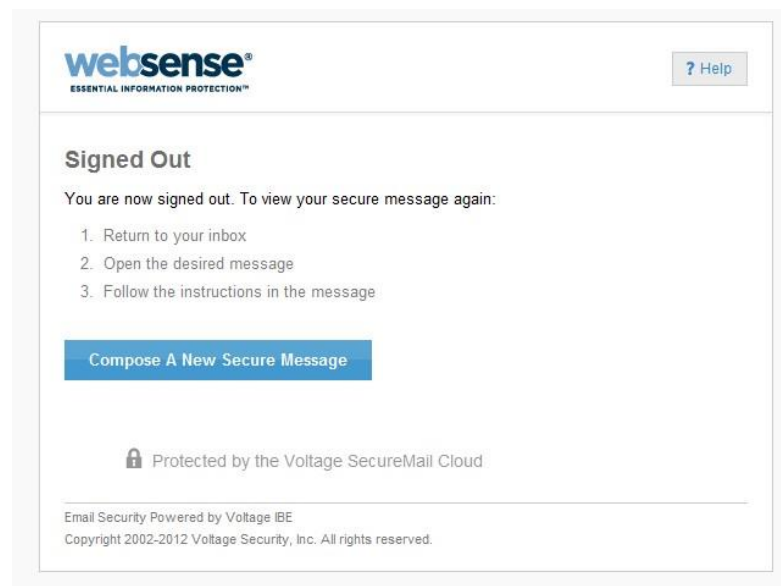 websense®
ESSENTIAL INFORMATION PROTECTION™
? Help
Signed Out
You are now signed out. To view your secure message again:
1. Return to your inbox
2. Open the desired message
3. Follow the instructions in the message
Compose A New Secure Message
Protected by the Voltage SecureMail Cloud
Email Security Powered by Voltage IBE
Copyright 2002-2012 Voltage Security, Inc. All rights reserved.